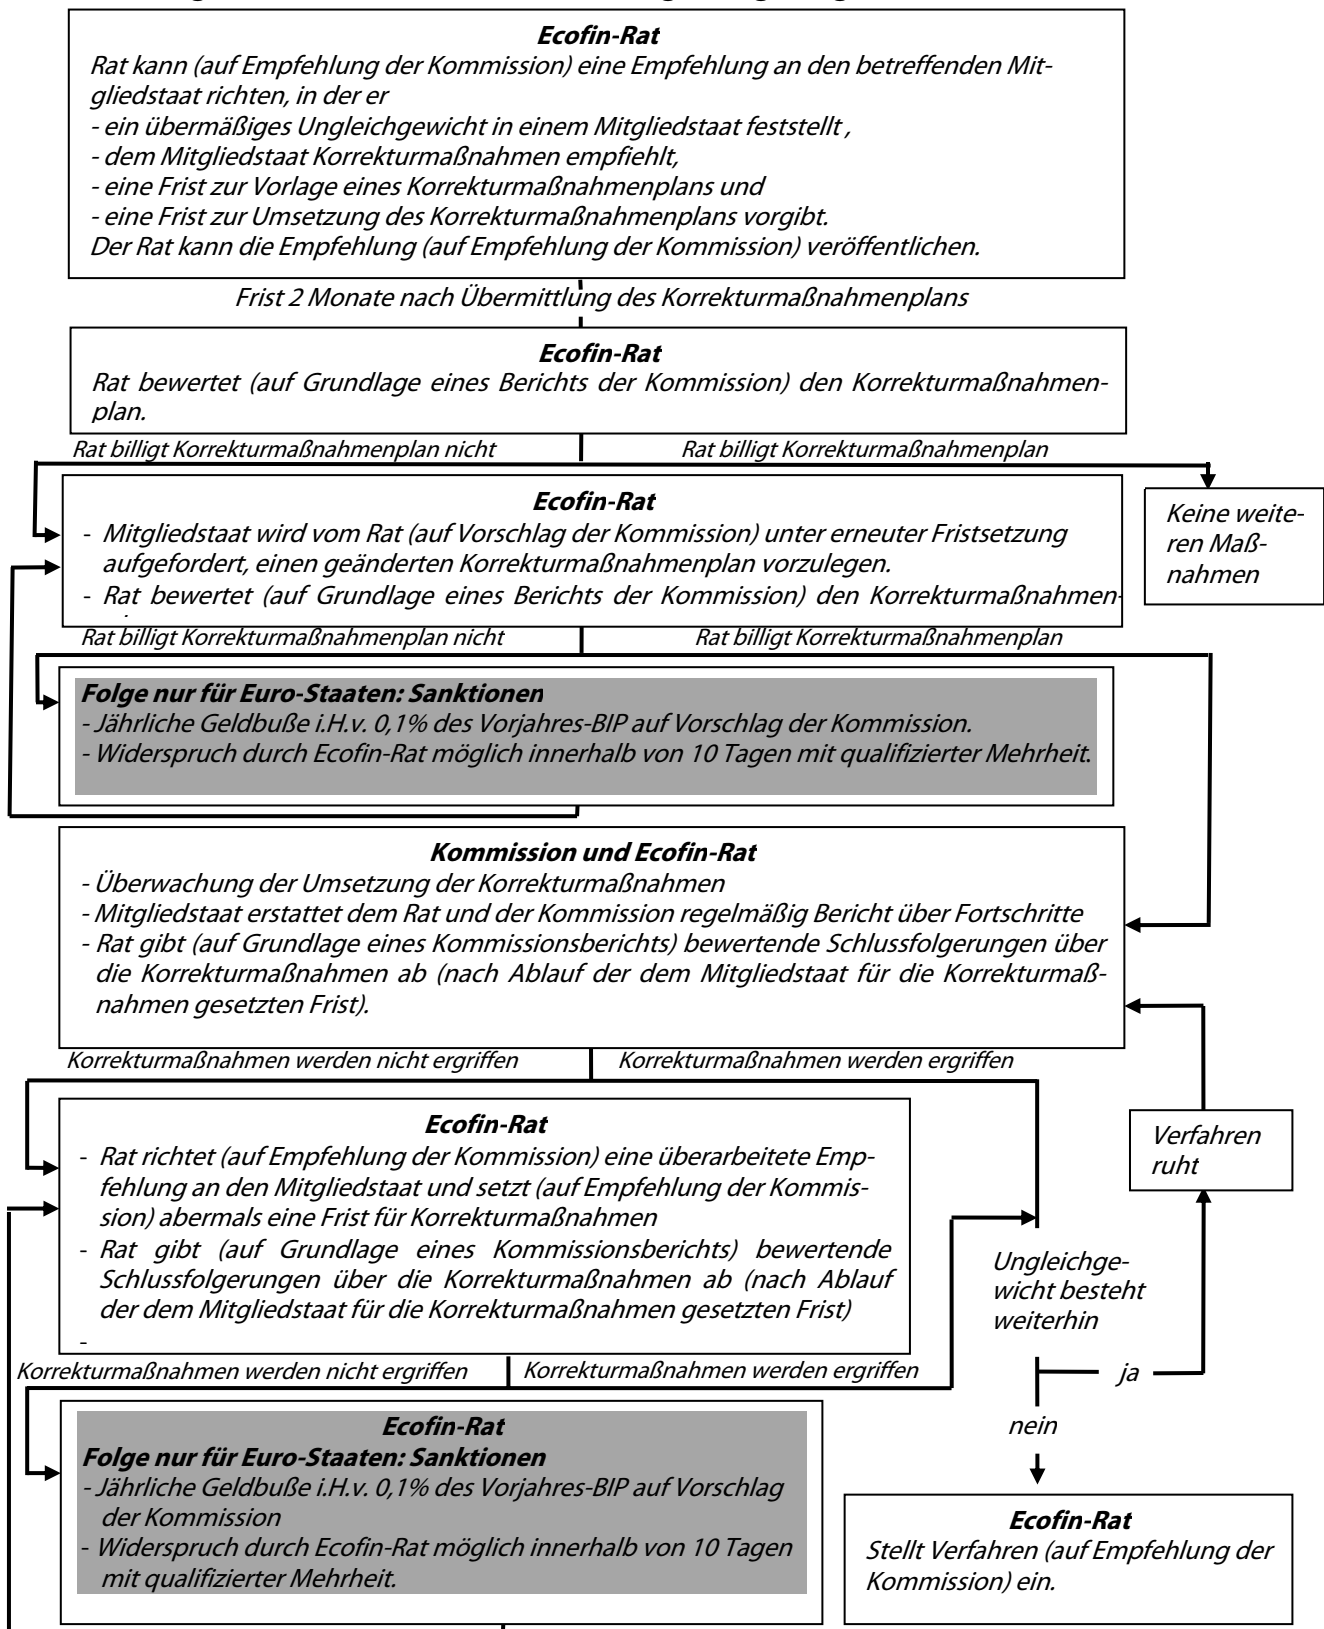 Ecofin-Rat
Rat kann (auf Empfehlung der Kommission) eine Empfehlung an den betreffenden Mit-
gliedstaat richten, in der er
- ein übermäßiges Ungleichgewicht in einem Mitgliedstaat feststellt ,
- dem Mitgliedstaat Korrekturmaßnahmen empfiehlt,
- eine Frist zur Vorlage eines Korrekturmaßnahmenplans und
- eine Frist zur Umsetzung des Korrekturmaßnahmenplans vorgibt.
Der Rat kann die Empfehlung (auf Empfehlung der Kommission) veröffentlichen.
Frist 2 Monate nach Übermittlung des Korrekturmaßnahmenplans
Ecofin-Rat
Rat bewertet (auf Grundlage eines Berichts der Kommission) den Korrekturmaßnahmen-
plan.
Rat billigt Korrekturmaßnahmenplan nicht
Rat billigt Korrekturmaßnahmenplan
Ecofin-Rat
- Mitgliedstaat wird vom Rat (auf Vorschlag der Kommission) unter erneuter Fristsetzung
aufgefordert, einen geänderten Korrekturmaßnahmenplan vorzulegen.
- Rat bewertet (auf Grundlage eines Berichts der Kommission) den Korrekturmaßnahmen-
Keine weite-
ren Maß-
nahmen
Rat billigt Korrekturmaßnahmenplan nicht
Rat billigt Korrekturmaßnahmenplan
Folge nur für Euro-Staaten: Sanktionen
- Jährliche Geldbuße i.H.v. 0,1% des Vorjahres-BIP auf Vorschlag der Kommission.
- Widerspruch durch Ecofin-Rat möglich innerhalb von 10 Tagen mit qualifizierter Mehrheit.
Kommission und Ecofin-Rat
- Überwachung der Umsetzung der Korrekturmaßnahmen
- Mitgliedstaat erstattet dem Rat und der Kommission regelmäßig Bericht über Fortschritte
- Rat gibt (auf Grundlage eines Kommissionsberichts) bewertende Schlussfolgerungen über
die Korrekturmaßnahmen ab (nach Ablauf der dem Mitgliedstaat für die Korrekturmaß-
nahmen gesetzten Frist).
Korrekturmaßnahmen werden nicht ergriffen
Korrekturmaßnahmen werden ergriffen
Ecofin-Rat
- Rat richtet (auf Empfehlung der Kommission) eine überarbeitete Emp-
fehlung an den Mitgliedstaat und setzt (auf Empfehlung der Kommis-
sion) abermals eine Frist für Korrekturmaßnahmen
- Rat gibt (auf Grundlage eines Kommissionsberichts) bewertende
Schlussfolgerungen über die Korrekturmaßnahmen ab (nach Ablauf
der dem Mitgliedstaat für die Korrekturmaßnahmen gesetzten Frist)
-
Verfahren
ruht
Ungleichge-
wicht besteht
weiterhin
ja
nein
Korrekturmaßnahmen werden nicht ergriffen
Korrekturmaßnahmen werden ergriffen
Ecofin-Rat
Folge nur für Euro-Staaten: Sanktionen
- Jährliche Geldbuße i.H.v. 0,1% des Vorjahres-BIP auf Vorschlag
der Kommission
- Widerspruch durch Ecofin-Rat möglich innerhalb von 10 Tagen
mit qualifizierter Mehrheit.
Ecofin-Rat
Stellt Verfahren (auf Empfehlung der
Kommission) ein.